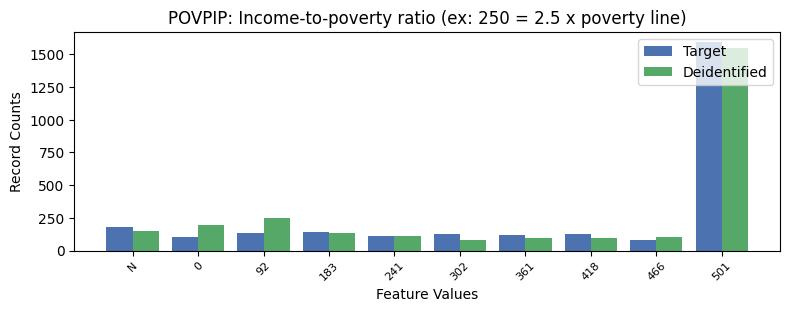 POVPIP: Income-to-poverty ratio (ex: 250 = 2.5 x poverty line)
Target
Deidentified
Record Counts
1500
1250
1000
750
500
250
0
N 0 92 183 241 302 361 418 466 501
Feature Values